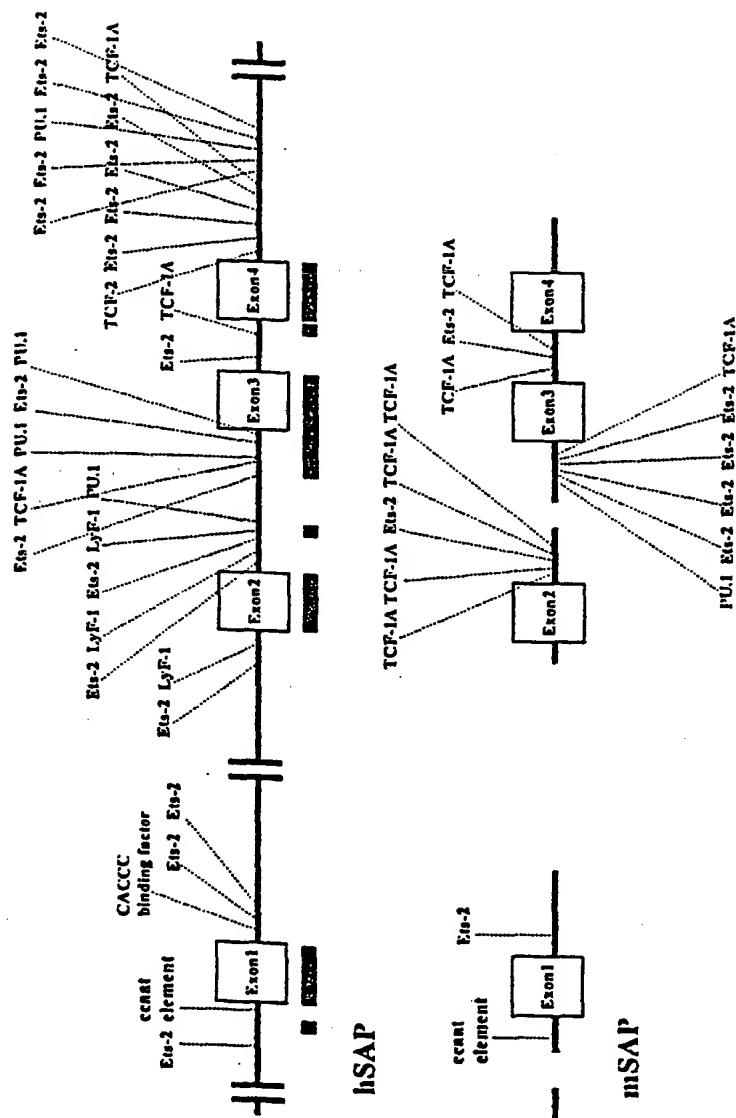 hSAP
Ets-2
ccaat
element
CACCC
binding factor
Ets-2 Ets-2
Ets-2 LyF-1
Ets-2 LyF-1 Ets-2 LyF-1 PU.1
Ets-2 TCF-1A PU.1 Ets-2 PU.1
Ets-2 TCF-1A
TCF-2 Ets-2 Ets-2 Ets-2 Ets-2 TCF-1A
Ets-2 Ets-2 PU.1 Ets-2 Ets-2
Exon1
Exon2
Exon3
Exon4
mSAP
ccaat
element
Ets-2
TCF-1A TCF-1A Ets-2 TCF-1A TCF-1A
TCF-1A Ets-2 TCF-1A
Exon1
Exon2
Exon3
Exon4
PU.1 Ets-2 Ets-2 Ets-2 Ets-2 TCF-1A